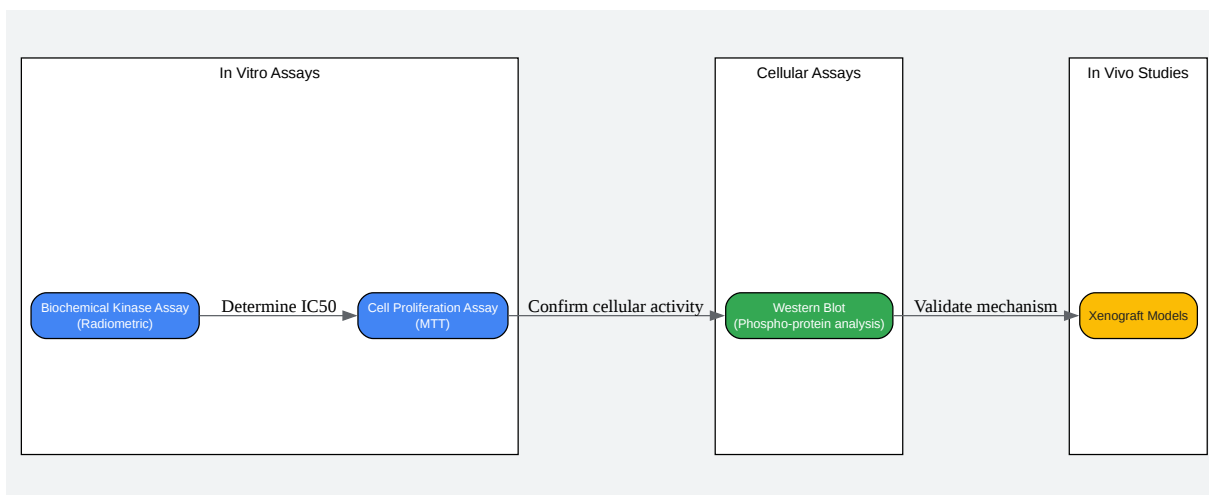 In Vitro Assays
Cellular Assays
In Vivo Studies
Biochemical Kinase Assay
(Radiometric)
Determine IC50
Cell Proliferation Assay
(MTT)
Confirm cellular activity
Western Blot
(Phospho-protein analysis)
Validate mechanism
Xenograft Models